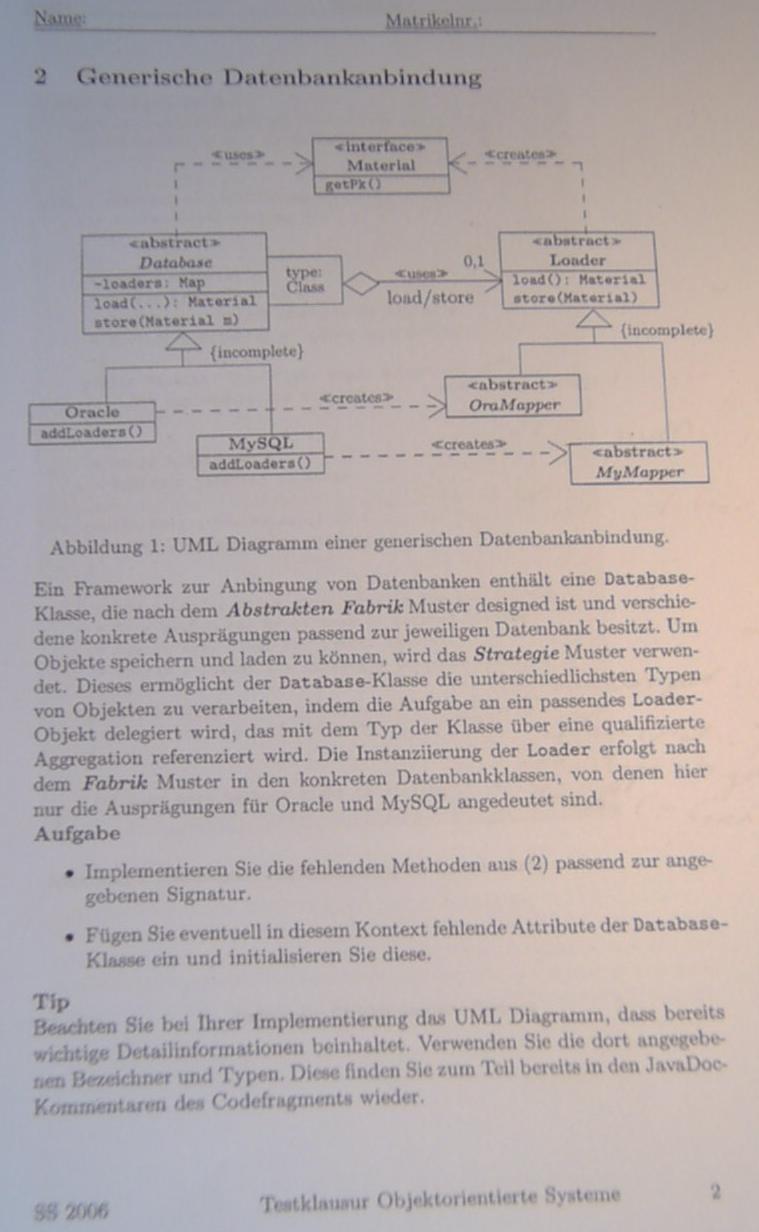 Name: Matrikelnr.:
2 Generische Datenbankanbindung
≪uses≫
≪interface≫
Material
getPk()
≪creates≫
≪abstract≫
Database
-loaders: Map
load(...): Material
store(Material m)
type:
Class
≪uses≫
0,1
load/store
≪abstract≫
Loader
load(): Material
store(Material)
{incomplete}
{incomplete}
Oracle
addLoaders()
≪creates≫
≪abstract≫
OraMapper
MySQL
addLoaders()
≪creates≫
≪abstract≫
MyMapper
Abbildung 1: UML Diagramm einer generischen Datenbankanbindung.
Ein Framework zur Anbingung von Datenbanken enthält eine Database-
Klasse, die nach dem Abstrakten Fabrik Muster designed ist und verschie-
dene konkrete Ausprägungen passend zur jeweiligen Datenbank besitzt. Um
Objekte speichern und laden zu können, wird das Strategie Muster verwen-
det. Dieses ermöglicht der Database-Klasse die unterschiedlichsten Typen
von Objekten zu verarbeiten, indem die Aufgabe an ein passendes Loader-
Objekt delegiert wird, das mit dem Typ der Klasse über eine qualifizierte
Aggregation referenziert wird. Die Instanziierung der Loader erfolgt nach
dem Fabrik Muster in den konkreten Datenbankklassen, von denen hier
nur die Ausprägungen für Oracle und MySQL angedeutet sind.
Aufgabe
• Implementieren Sie die fehlenden Methoden aus (2) passend zur ange-
gebenen Signatur.
• Fügen Sie eventuell in diesem Kontext fehlende Attribute der Database-
Klasse ein und initialisieren Sie diese.
Tip
Beachten Sie bei Ihrer Implementierung das UML Diagramm, dass bereits
wichtige Detailinformationen beinhaltet. Verwenden Sie die dort angegebe-
nen Bezeichner und Typen. Diese finden Sie zum Teil bereits in den JavaDoc-
Kommentaren des Codefragments wieder.
SS 2006 Testklausur Objektorientierte Systeme 2